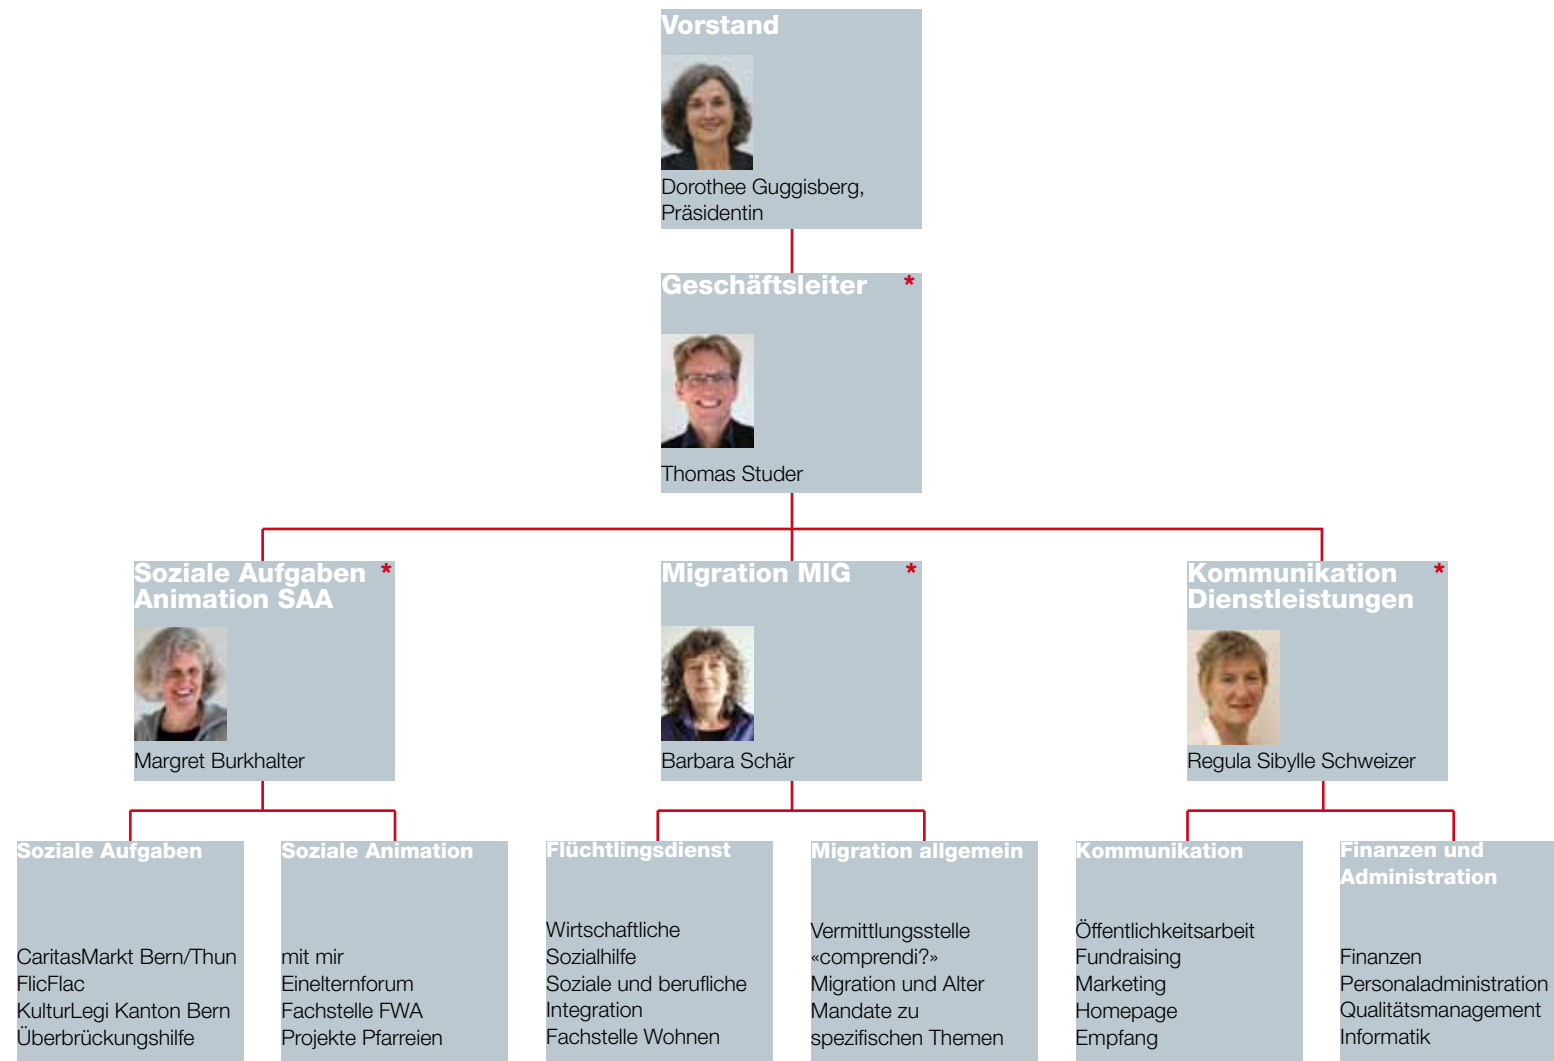 Vorstand
Dorothee Guggisberg,
Präsidentin
Geschäftsleiter *
Thomas Studer
Soziale Aufgaben *
Animation SAA
Margret Burkhalter
Migration MIG *
Barbara Schär
Kommunikation *
Dienstleistungen
Regula Sibylle Schweizer
Soziale Aufgaben
CaritasMarkt Bern/Thun
FlicFlac
KulturLegi Kanton Bern
Überbrückungshilfe
Soziale Animation
mit mir
Einelternforum
Fachstelle FWA
Projekte Pfarreien
Flüchtlingsdienst
Wirtschaftliche
Sozialhilfe
Soziale und berufliche
Integration
Fachstelle Wohnen
Migration allgemein
Vermittlungsstelle
«comprendi?»
Migration und Alter
Mandate zu
spezifischen Themen
Kommunikation
Öffentlichkeitsarbeit
Fundraising
Marketing
Homepage
Empfang
Finanzen und
Administration
Finanzen
Personaladministration
Qualitätsmanagement
Informatik